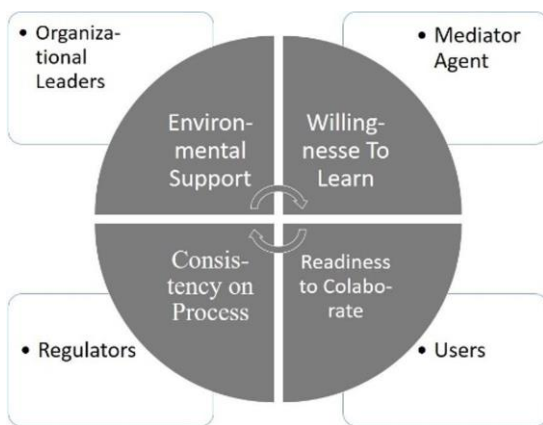 • Organiza-
tional
Leaders
• Mediator
Agent
Environ-
mental
Support
Willing-
nesse To
Learn
Consis-
tency on
Process
Readiness
to Colabo-
rate
• Regulators
• Users